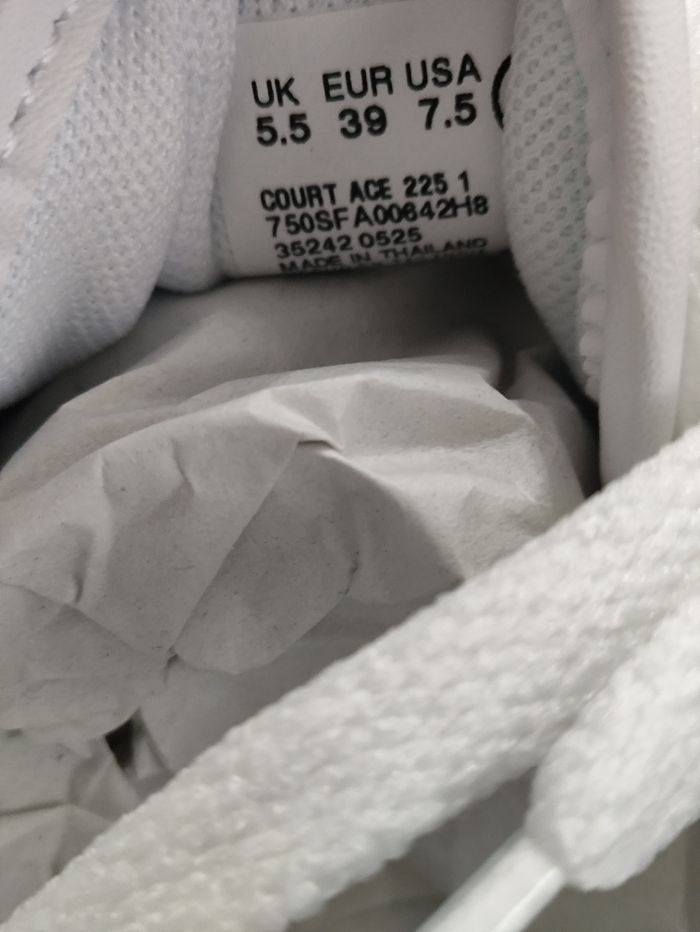 UK EUR USA
5.5 39 7.5
COURT ACE 225 1
750SFA00642H8
35242 0525
MADE IN THAILAND